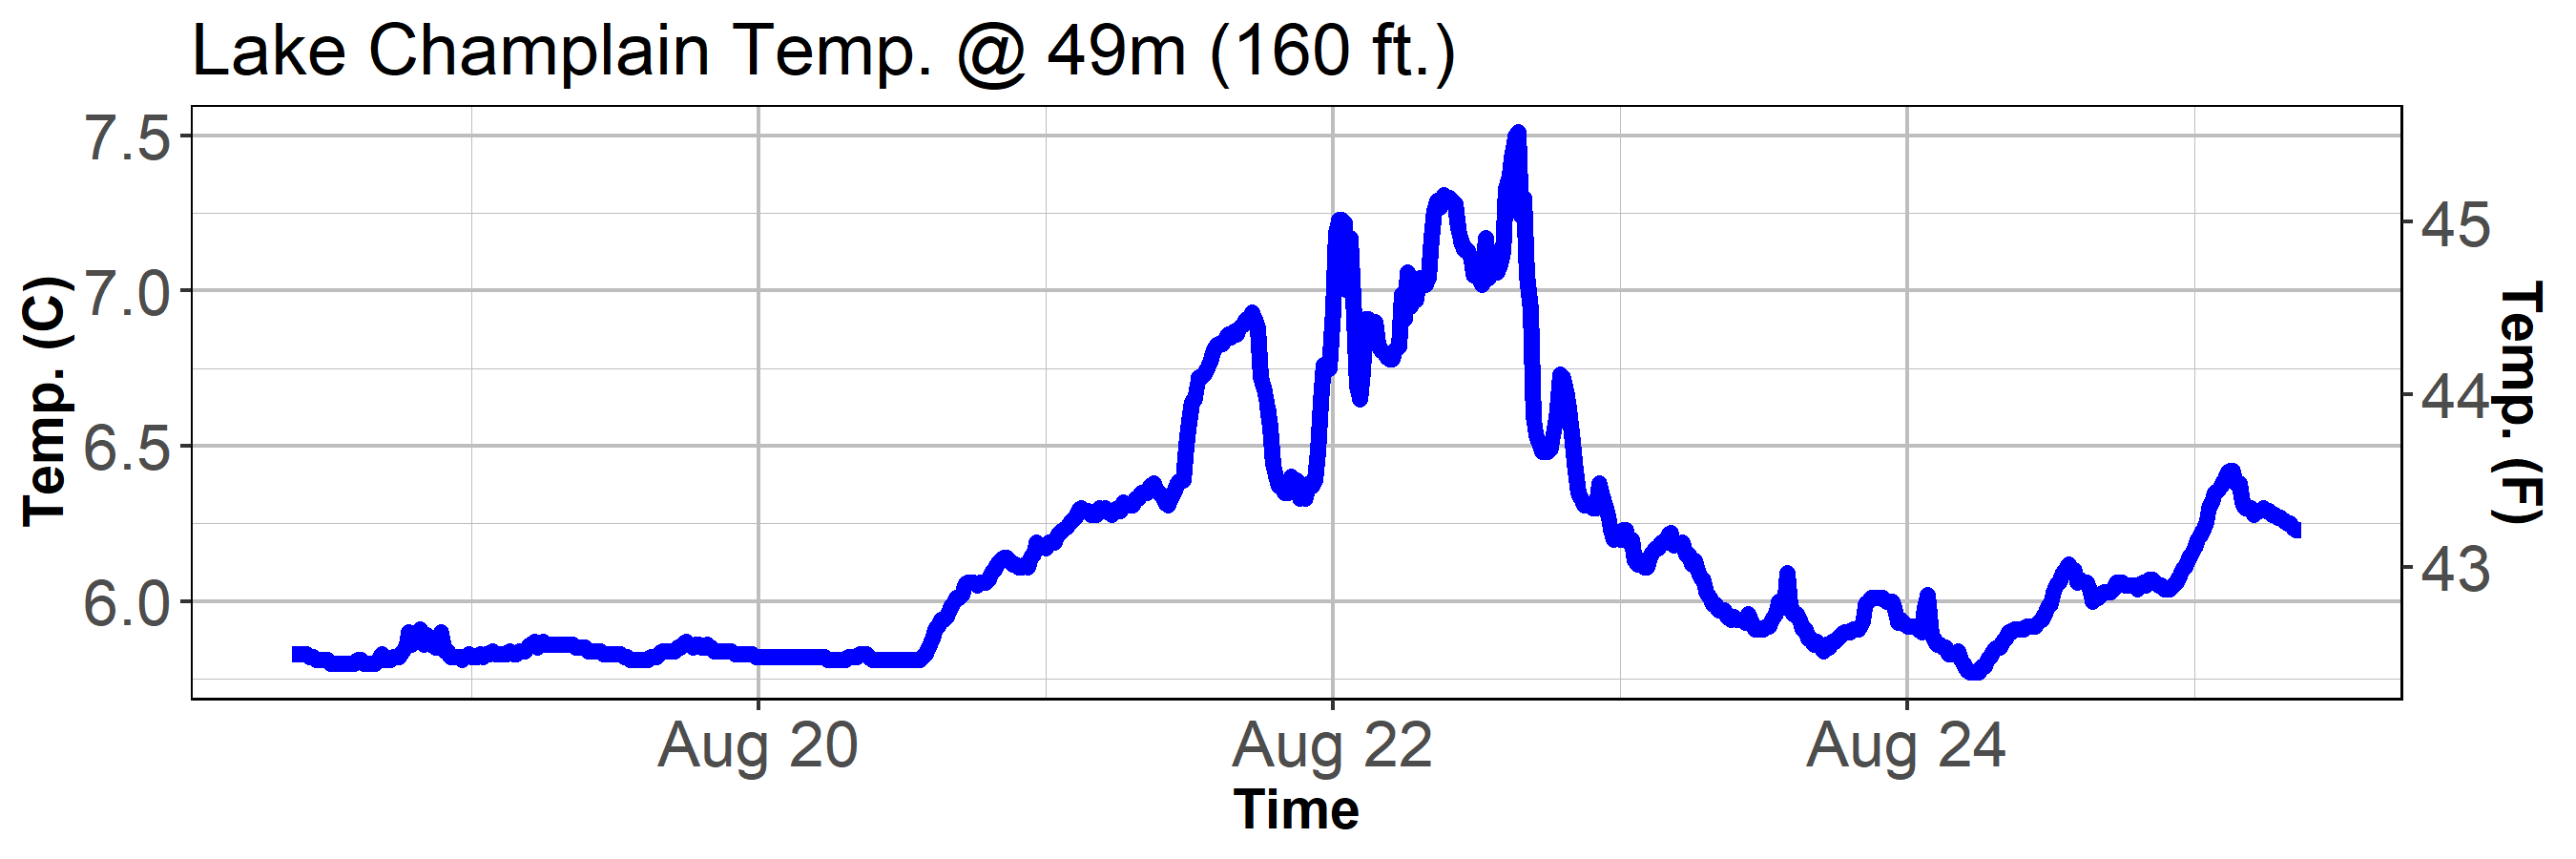 Lake Champlain Temp. @ 49m (160 ft.)
Temp. (C)
7.5
7.0
6.5
6.0
45
44
43
Temp. (F)
Aug 20
Aug 22
Aug 24
Time